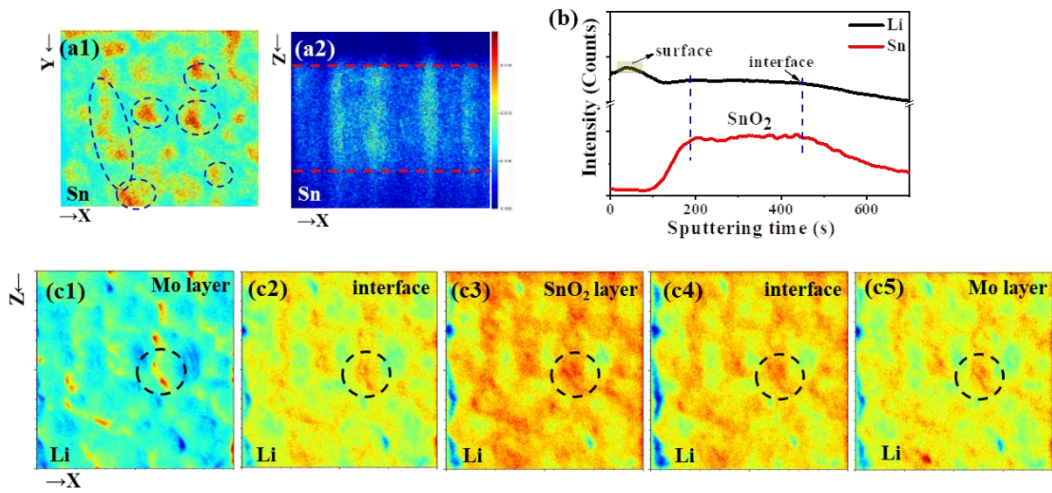 (a1)
Y←
Sn
→X
(a2)
Z←
→X
(b)
Li
Sn
surface
interface
SnO₂
Intensity (Counts)
0 200 400 600
Sputtering time (s)
(c1) Mo layer
Z←
Li
→X
(c2) interface
Li
(c3) SnO₂ layer
Li
(c4) interface
Li
(c5) Mo layer
Li